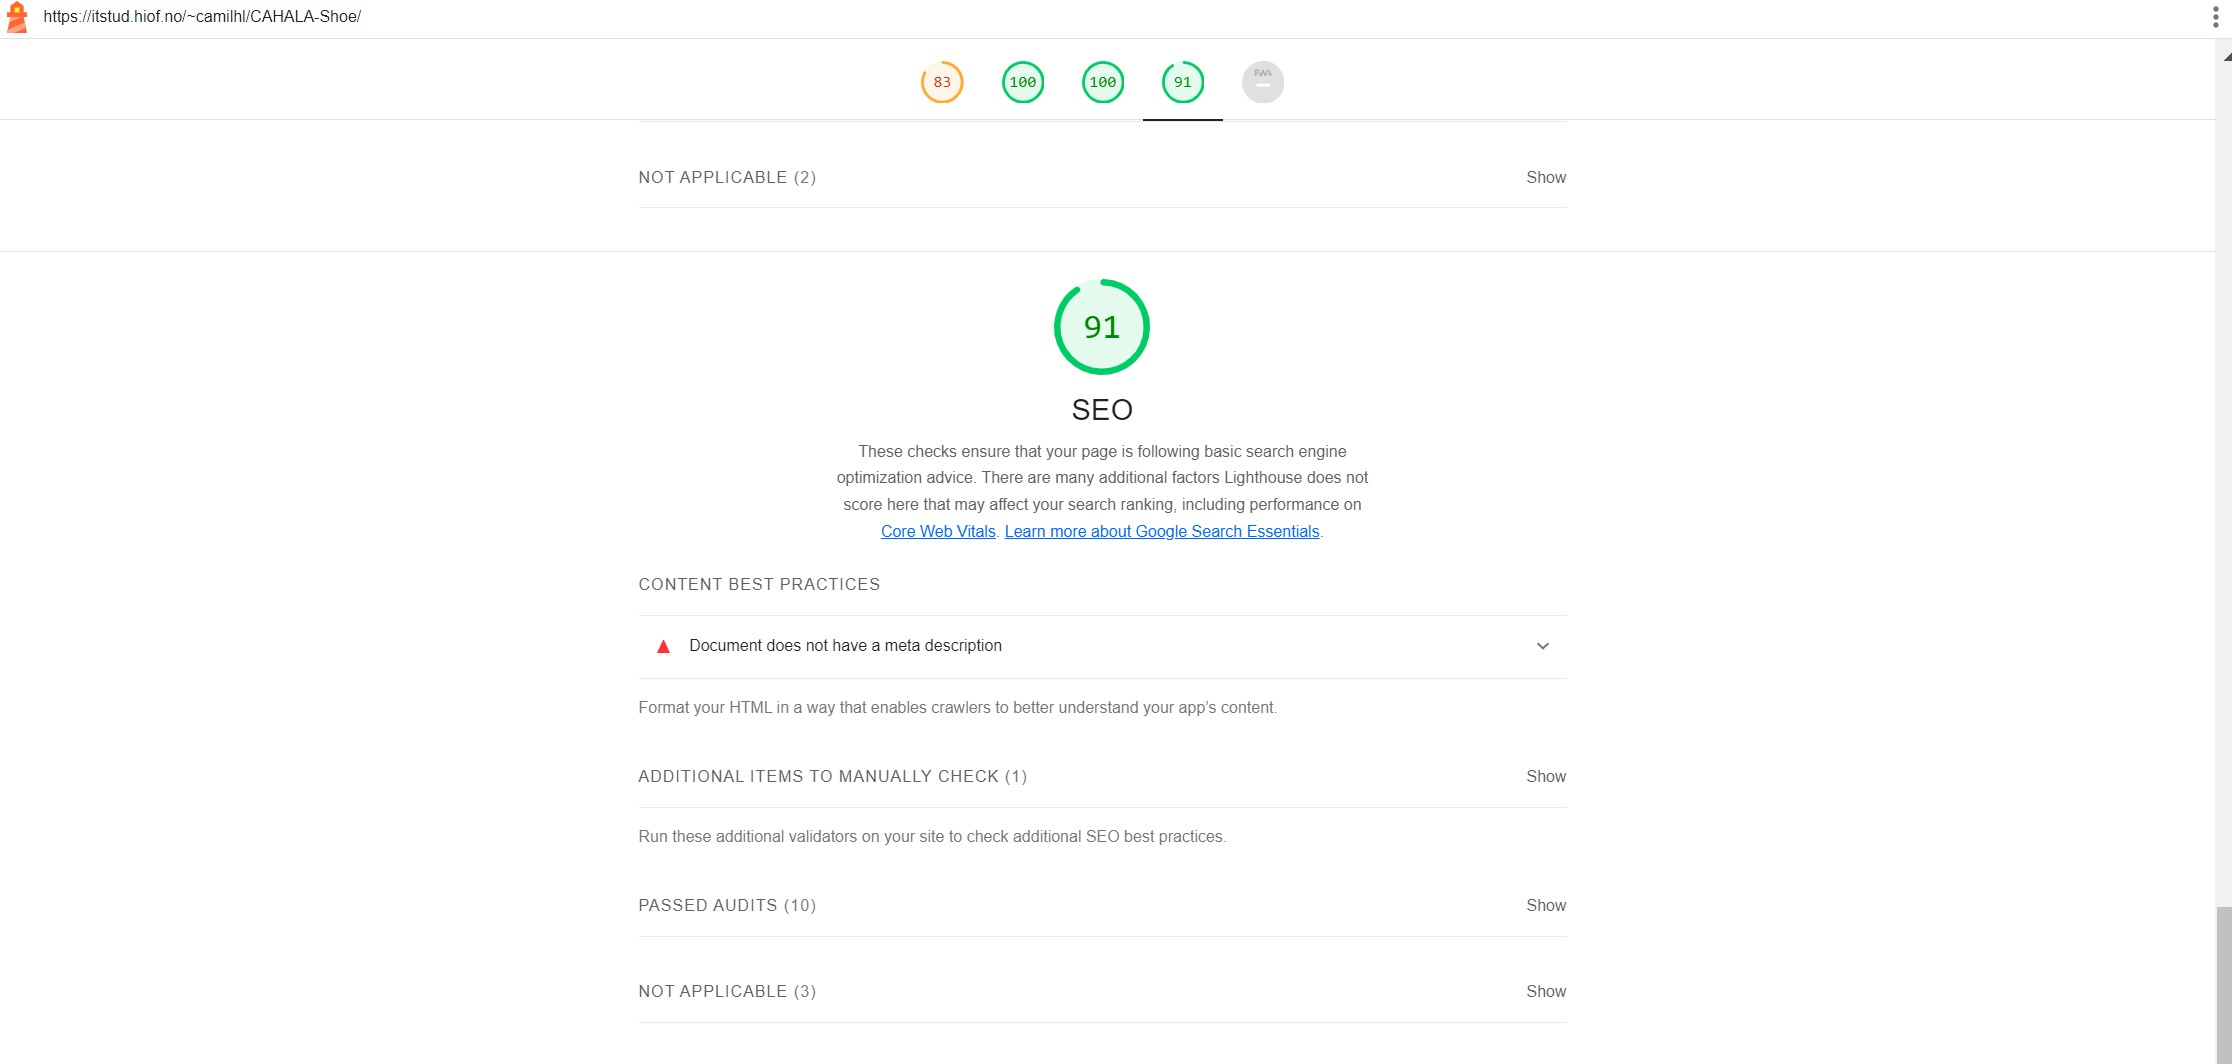 https://itstud.hiof.no/~camilhl/CAHALA-Shoe/
83 100 100 91 PWA
NOT APPLICABLE (2) Show
91
SEO
These checks ensure that your page is following basic search engine
optimization advice. There are many additional factors Lighthouse does not
score here that may affect your search ranking, including performance on
Core Web Vitals. Learn more about Google Search Essentials.
CONTENT BEST PRACTICES
Document does not have a meta description
Format your HTML in a way that enables crawlers to better understand your app’s content.
ADDITIONAL ITEMS TO MANUALLY CHECK (1) Show
Run these additional validators on your site to check additional SEO best practices.
PASSED AUDITS (10) Show
NOT APPLICABLE (3) Show